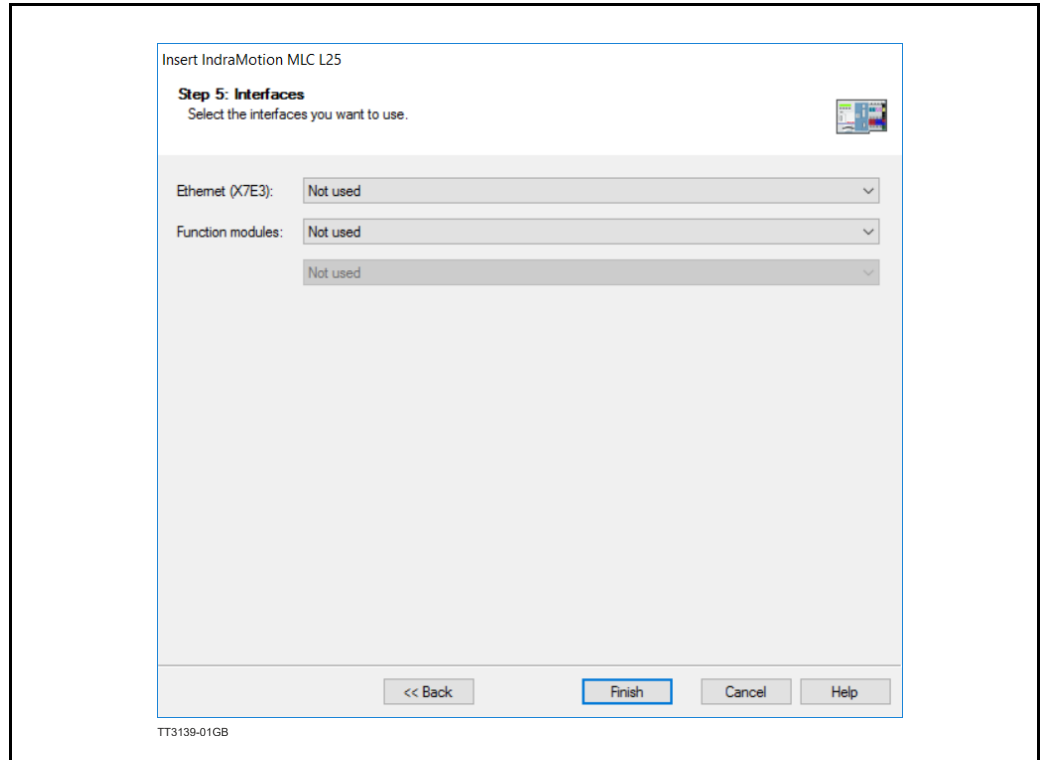 Insert IndraMotion MLC L25
Step 5: Interfaces
Select the interfaces you want to use.
Ethernet (X7E3): Not used
Function modules: Not used
Not used
<< Back Finish Cancel Help
TT3139-01GB